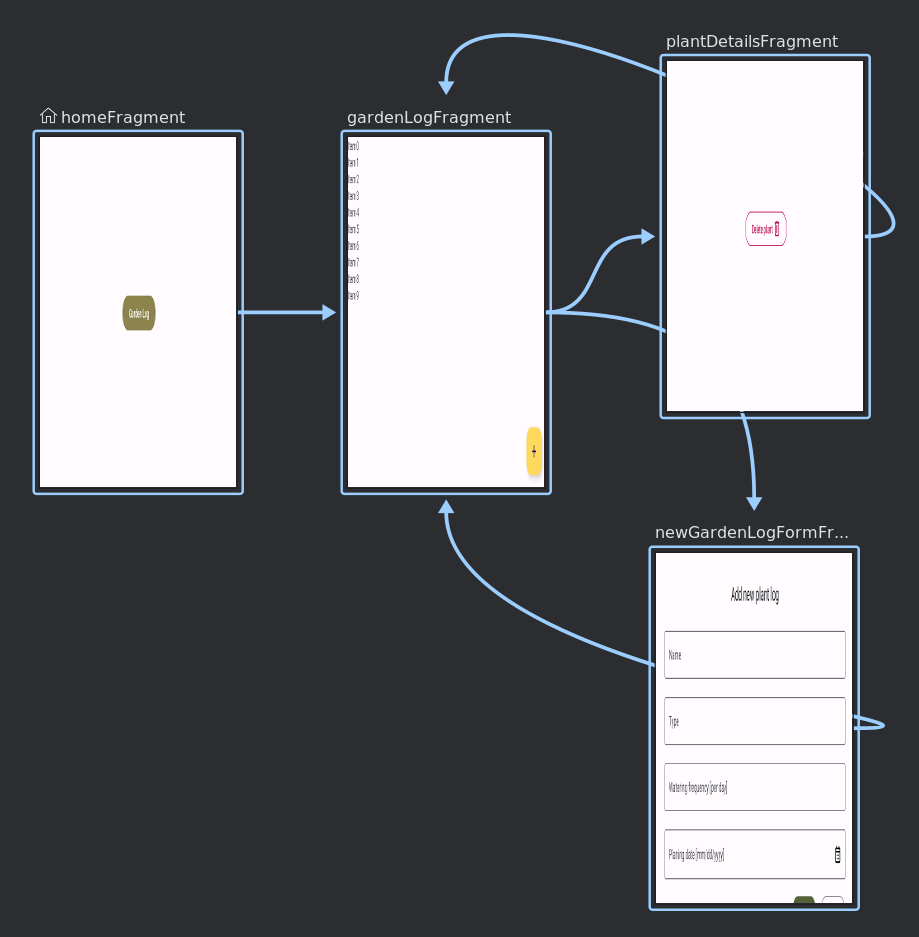 homeFragment
Garden Log
gardenLogFragment
Item 0
Item 1
Item 2
Item 3
Item 4
Item 5
Item 6
Item 7
Item 8
Item 9
+
plantDetailsFragment
Delete plant
newGardenLogFormFr...
Add new plant log
Name
Type
Watering frequency [per day]
Planing date [mm/dd/yyyy]